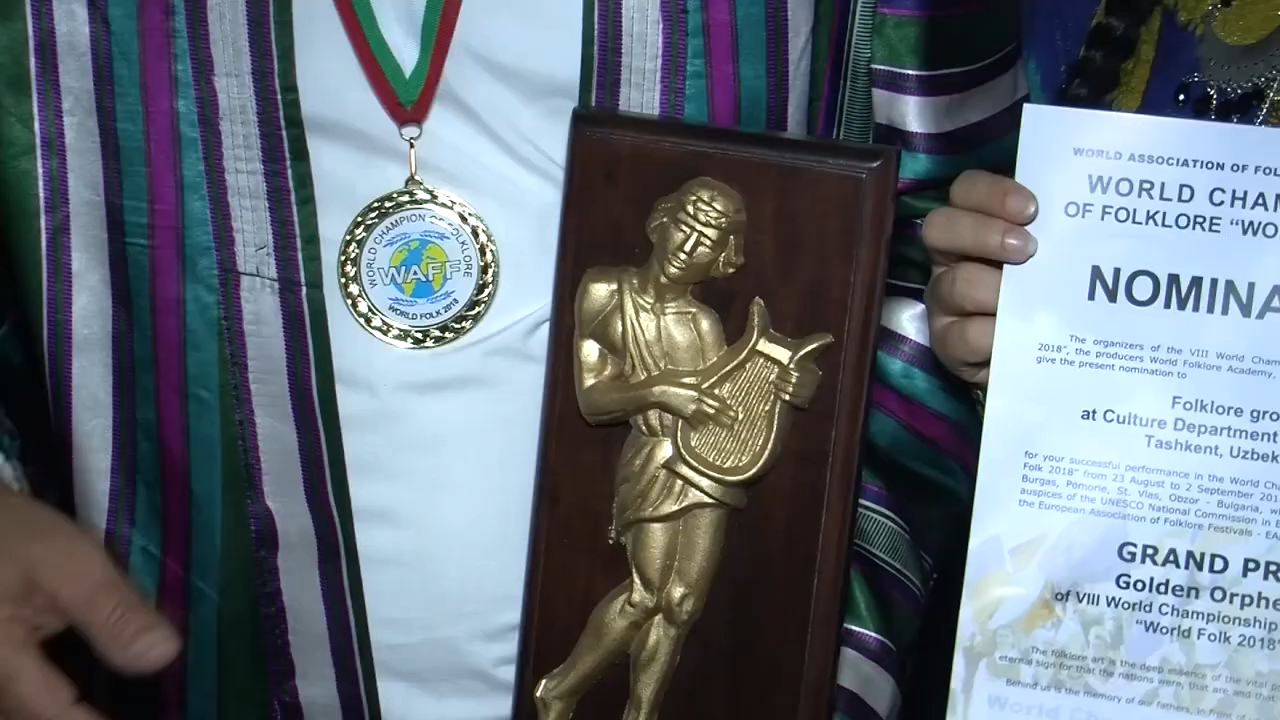 WORLD CHAMPION OF FOLKLORE
WAFF
WORLD FOLK 2018
WORLD ASSOCIATION OF FOL
WORLD CHAM
OF FOLKLORE “WO
NOMINA
The organizers of the VIII World Cham
2018”, the producers World Folklore Academy,
give the present nomination to
Folklore gro
at Culture Department
Tashkent, Uzbek
for your successful performance in the World Cha
Folk 2018” from 23 August to 2 September 201
Burgas, Pomorie, St. Vlas, Obzor - Bulgaria, w
auspices of the UNESCO National Commission in
the European Association of Folklore Festivals - EA
GRAND PR
Golden Orphe
of VIII World Championship
“World Folk 2018”
The folklore art is the deep essence of the vital
eternal sign for that the nations were, that are and that
Behind us is the memory of our fathers, in front of
World Ch